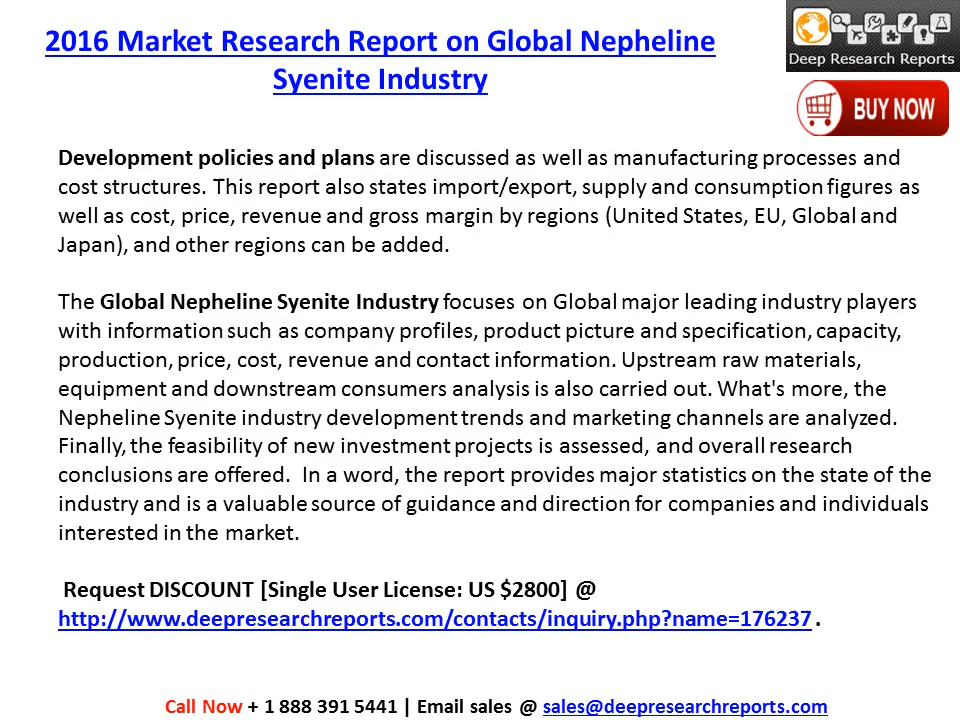 2016 Market Research Report on Global Nepheline
Syenite Industry
Deep Research Reports
BUY NOW
Development policies and plans are discussed as well as manufacturing processes and
cost structures. This report also states import/export, supply and consumption figures as
well as cost, price, revenue and gross margin by regions (United States, EU, Global and
Japan), and other regions can be added.
The Global Nepheline Syenite Industry focuses on Global major leading industry players
with information such as company profiles, product picture and specification, capacity,
production, price, cost, revenue and contact information. Upstream raw materials,
equipment and downstream consumers analysis is also carried out. What's more, the
Nepheline Syenite industry development trends and marketing channels are analyzed.
Finally, the feasibility of new investment projects is assessed, and overall research
conclusions are offered. In a word, the report provides major statistics on the state of the
industry and is a valuable source of guidance and direction for companies and individuals
interested in the market.
Request DISCOUNT [Single User License: US $2800] @
http://www.deepresearchreports.com/contacts/inquiry.php?name=176237 .
Call Now + 1 888 391 5441 | Email sales @ sales@deepresearchreports.com